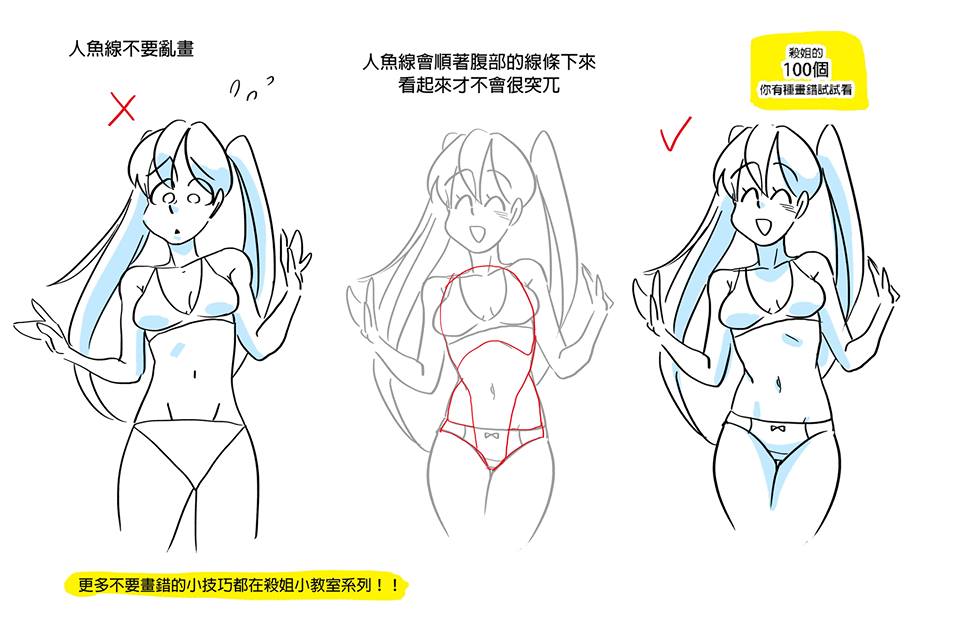 人魚線不要亂畫
人魚線會順著腹部的線條下來
看起來才不會很突兀
殺姐的
100個
你有種畫錯試試看
更多不要畫錯的小技巧都在殺姐小教室系列！！